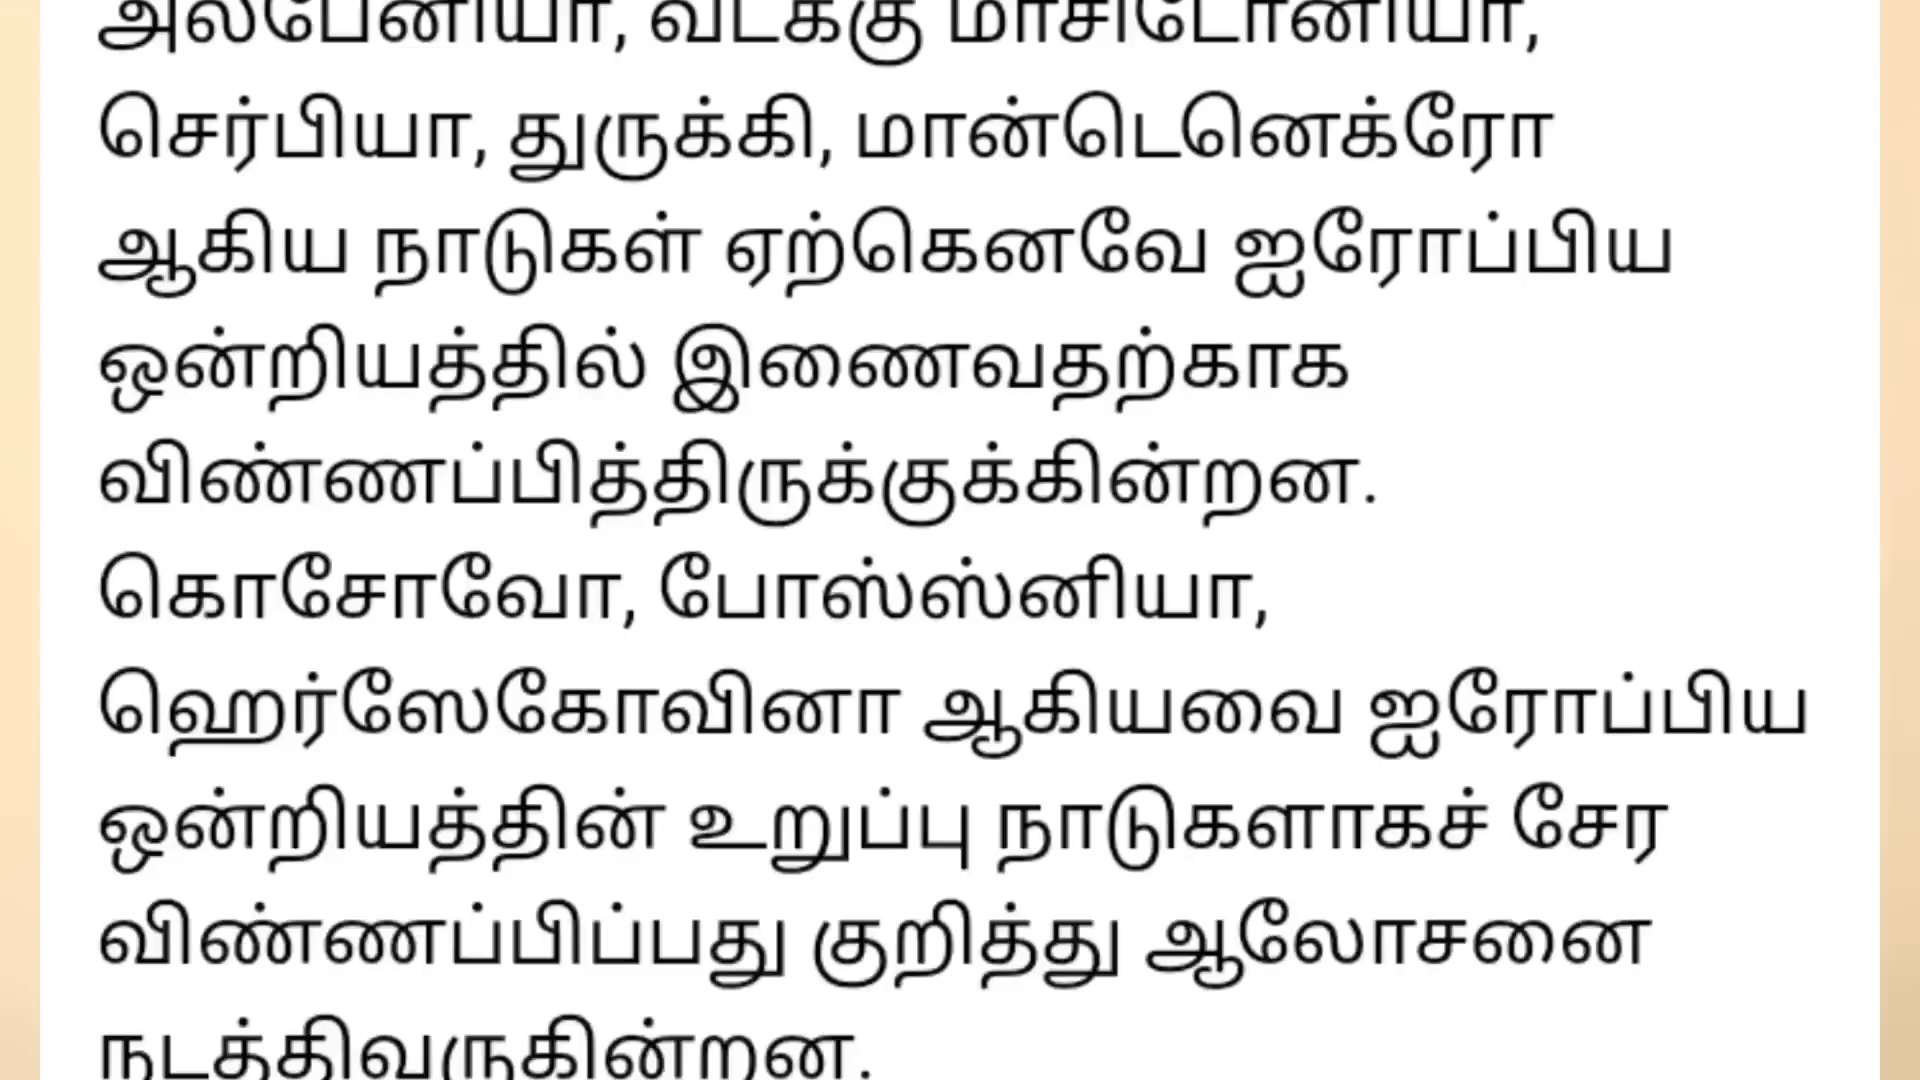 அல்பேனியா, வடக்கு மாசிடோனியா,
செர்பியா, துருக்கி, மான்டெனெக்ரோ
ஆகிய நாடுகள் ஏற்கெனவே ஐரோப்பிய
ஒன்றியத்தில் இணைவதற்காக
விண்ணப்பித்திருக்குக்கின்றன.
கொசோவோ, போஸ்ஸ்னியா,
ஹெர்ஸேகோவினா ஆகியவை ஐரோப்பிய
ஒன்றியத்தின் உறுப்பு நாடுகளாகச் சேர
விண்ணப்பிப்பது குறித்து ஆலோசனை
நடத்திவருகின்றன.